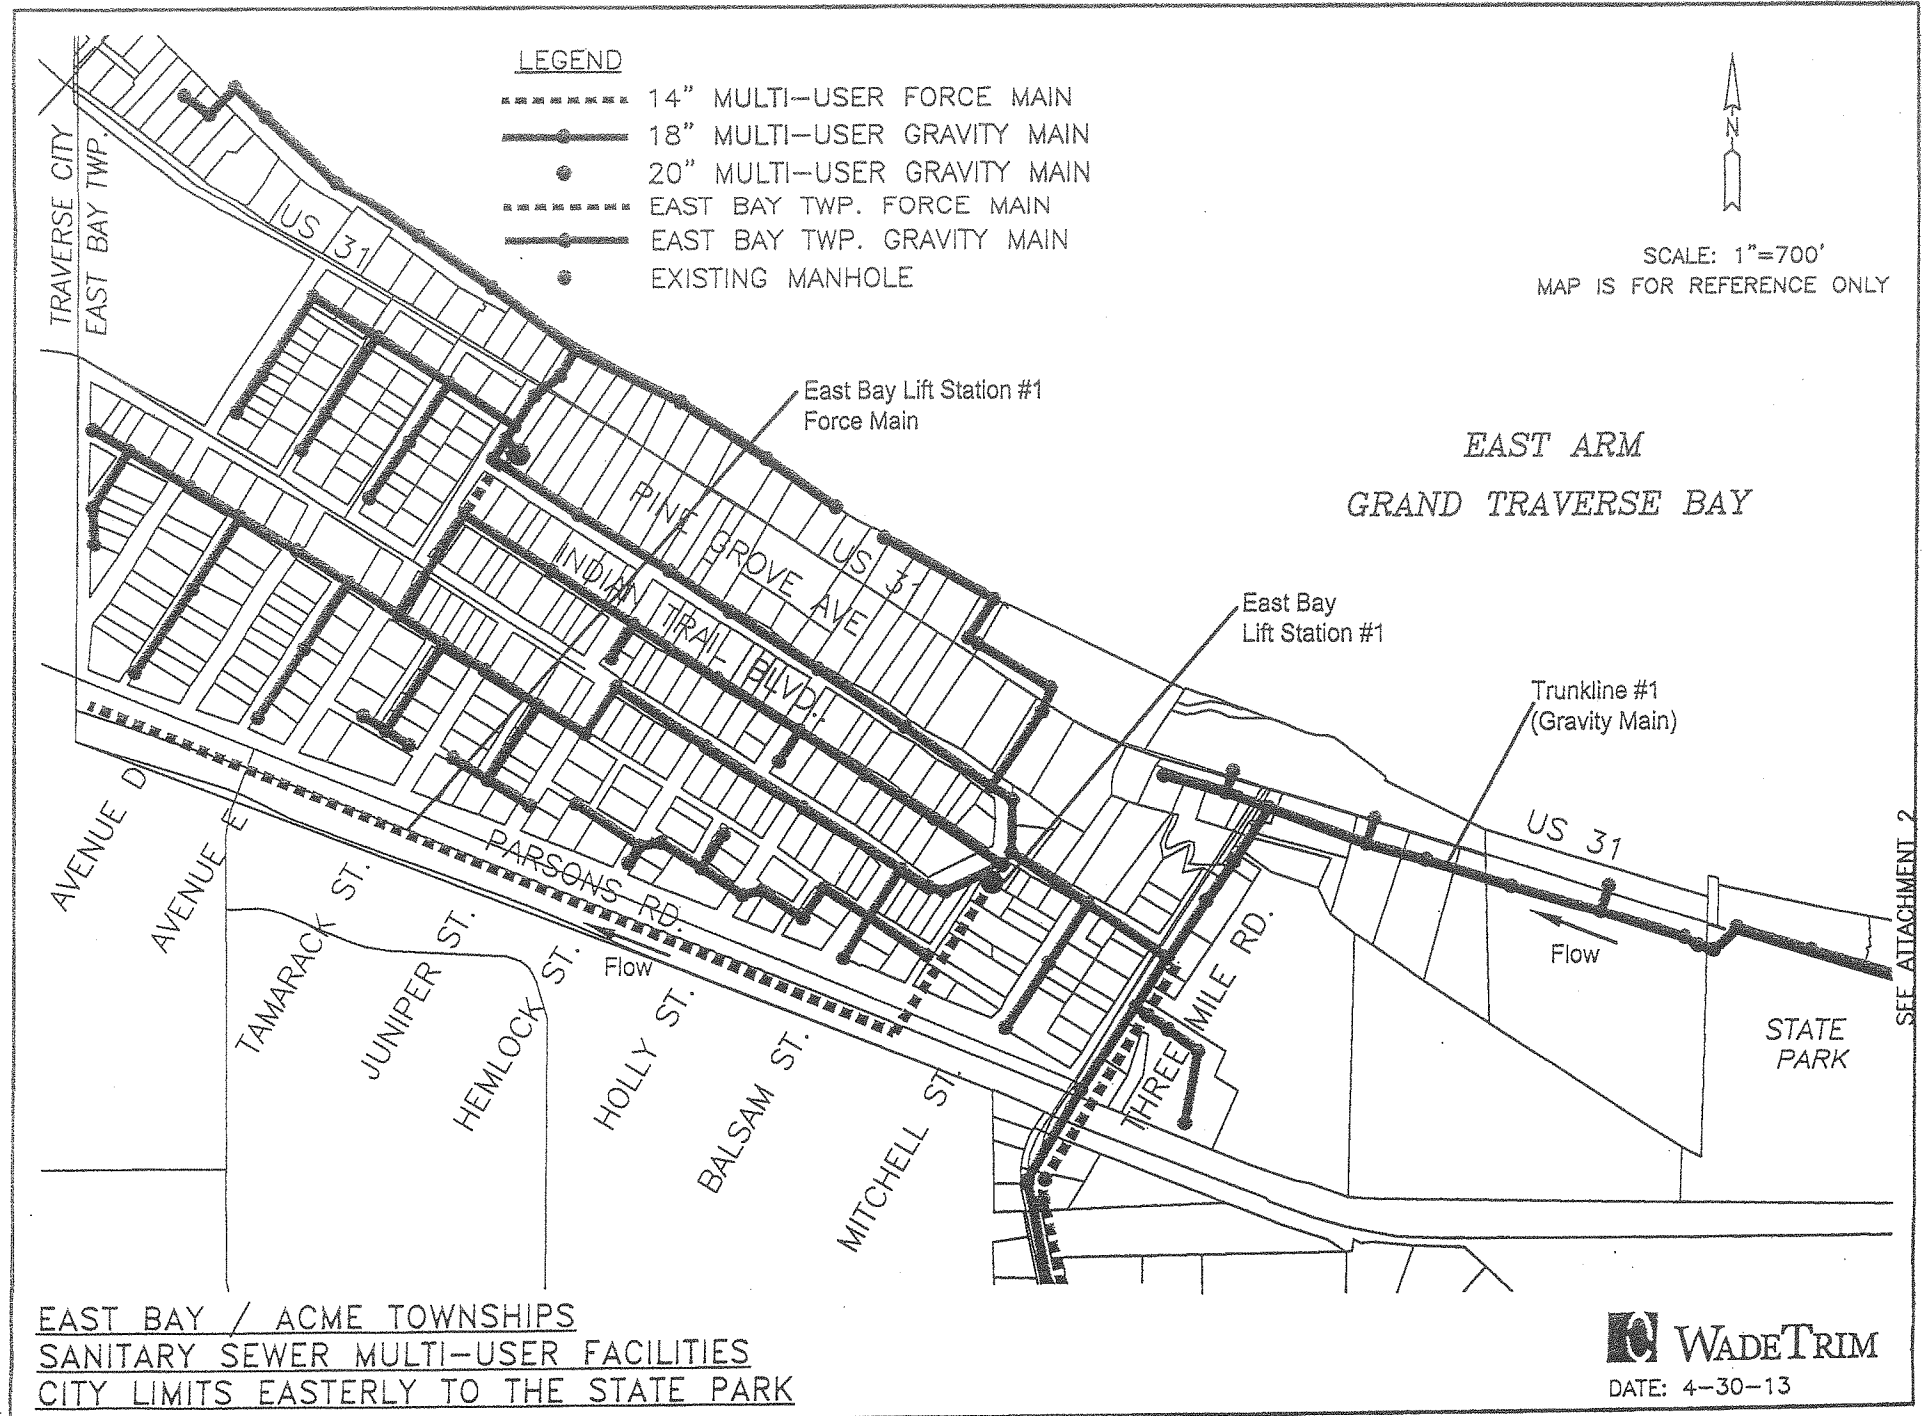 LEGEND
14" MULTI-USER FORCE MAIN
18" MULTI-USER GRAVITY MAIN
20" MULTI-USER GRAVITY MAIN
EAST BAY TWP. FORCE MAIN
EAST BAY TWP. GRAVITY MAIN
EXISTING MANHOLE
N
SCALE: 1"=700'
MAP IS FOR REFERENCE ONLY
TRAVERSE CITY
EAST BAY TWP.
US 31
East Bay Lift Station #1
Force Main
EAST ARM
GRAND TRAVERSE BAY
PINE GROVE AVE
US 31
INDIAN TRAIL BLVD.
East Bay
Lift Station #1
Trunkline #1
(Gravity Main)
US 31
Flow
SEE ATTACHMENT 2
STATE
PARK
THREE MILE RD.
PARSONS RD.
Flow
AVENUE D
AVENUE E
TAMARACK ST.
JUNIPER ST.
HEMLOCK ST.
HOLLY ST.
BALSAM ST.
MITCHELL ST.
EAST BAY / ACME TOWNSHIPS
SANITARY SEWER MULTI-USER FACILITIES
CITY LIMITS EASTERLY TO THE STATE PARK
WADETRIM
DATE: 4-30-13